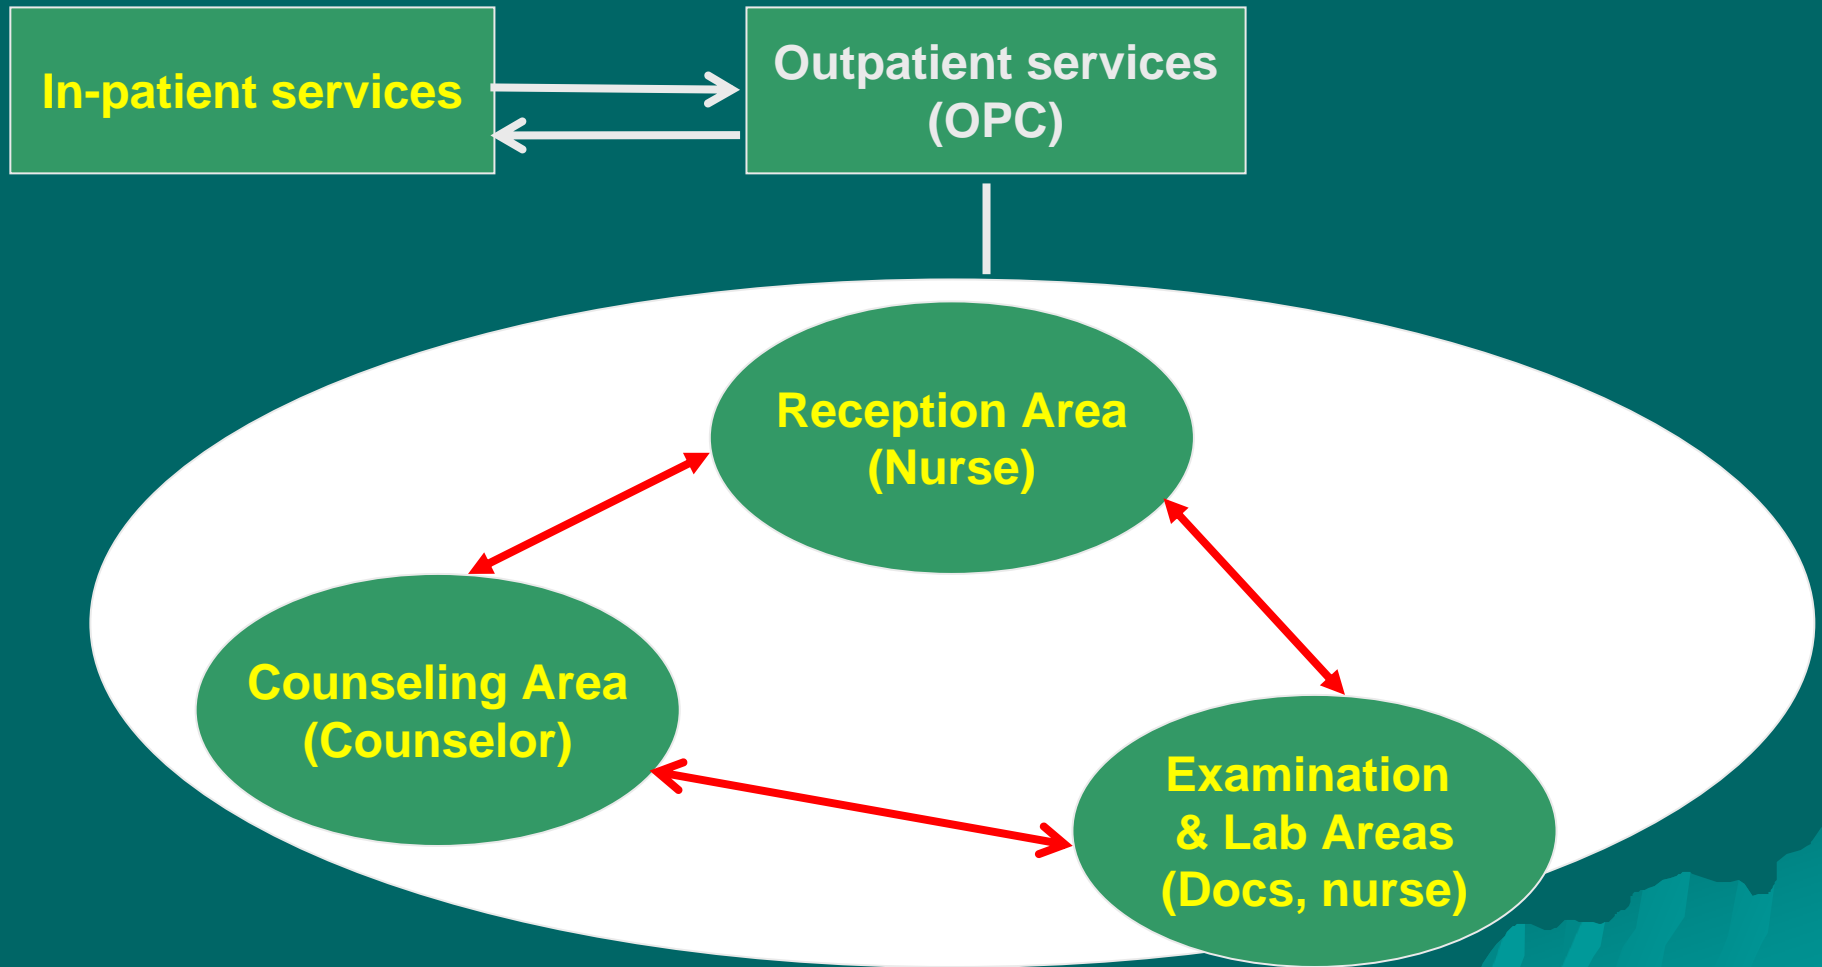 In-patient services
Outpatient services
(OPC)
Reception Area
(Nurse)
Counseling Area
(Counselor)
Examination
& Lab Areas
(Docs, nurse)